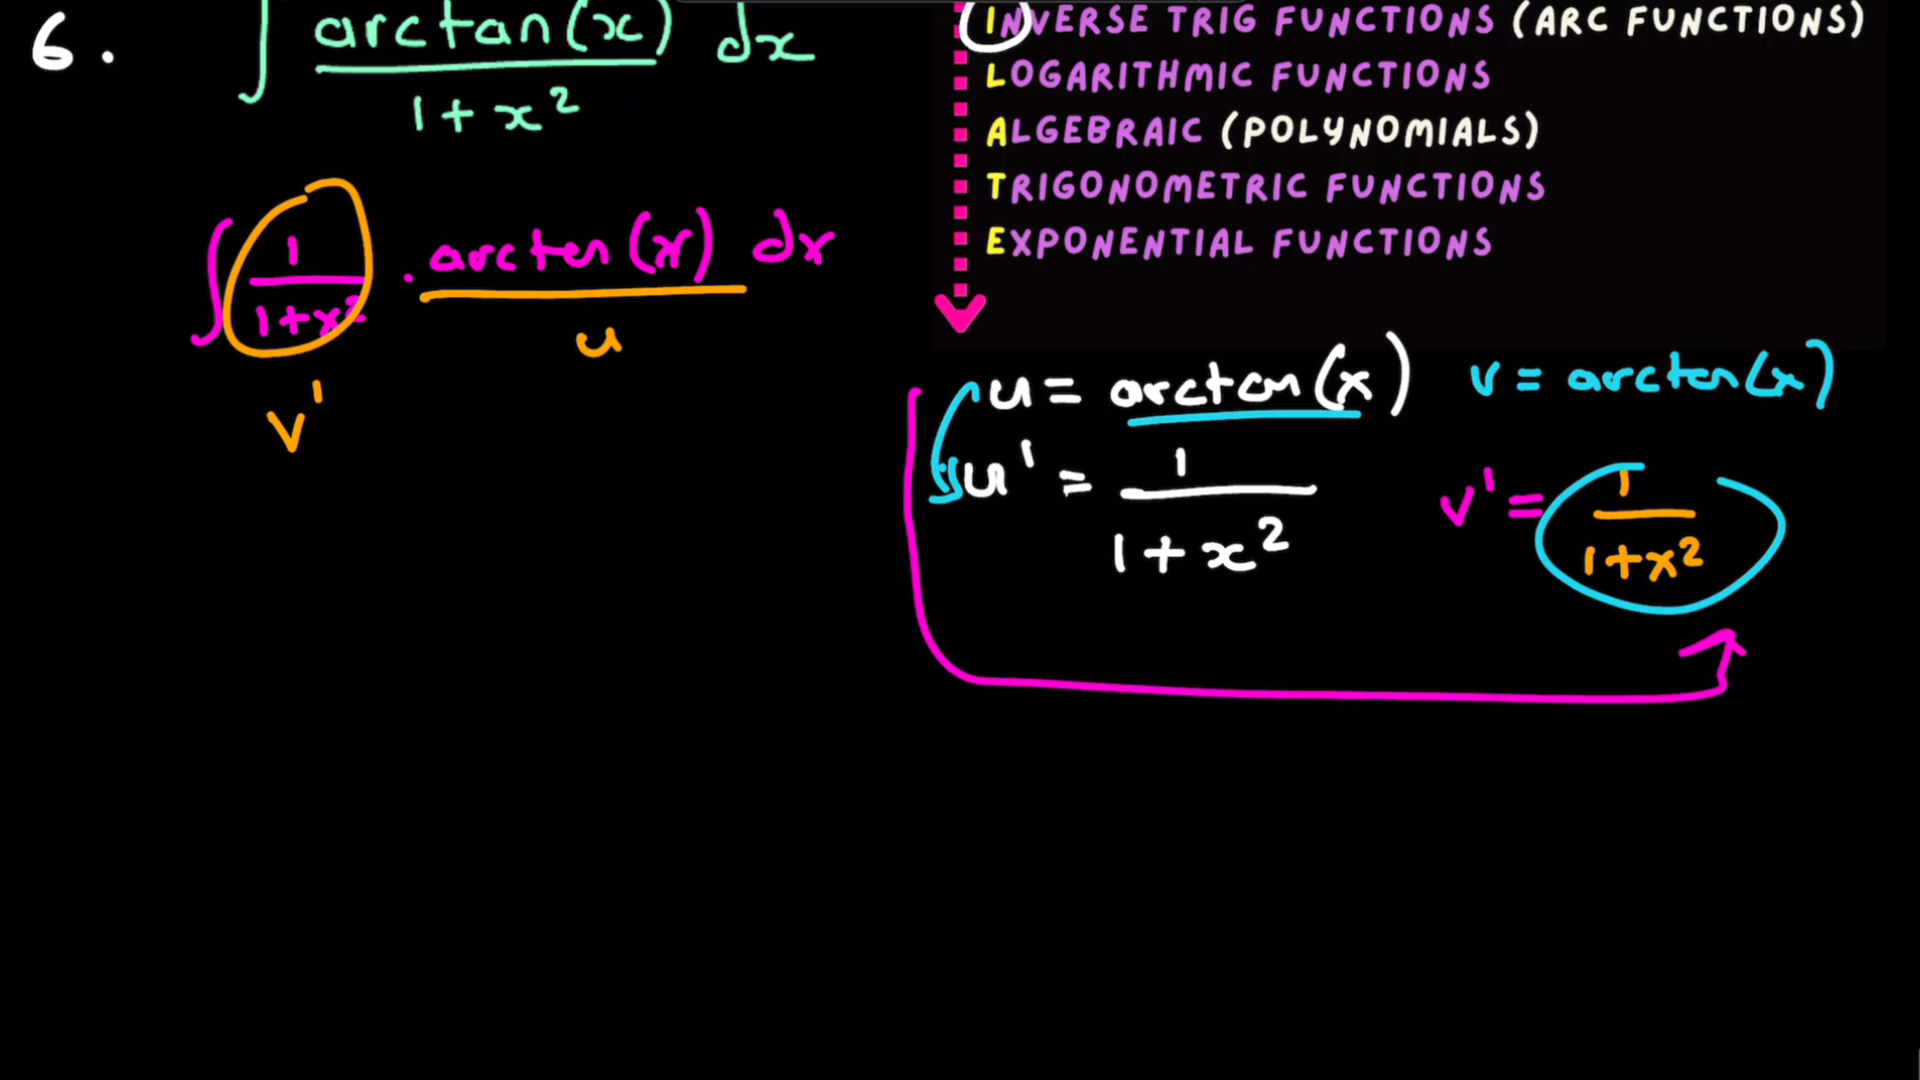 6. ∫ arctan(x) / 1 + x² dx
INVERSE TRIG FUNCTIONS (ARC FUNCTIONS)
LOGARITHMIC FUNCTIONS
ALGEBRAIC (POLYNOMIALS)
TRIGONOMETRIC FUNCTIONS
EXPONENTIAL FUNCTIONS
∫ 1 / 1+x² . arctan(x) dx
v'
u
u = arctan(x)
v = arctan(x)
u' = 1 / 1 + x²
v' = 1 / 1+x²